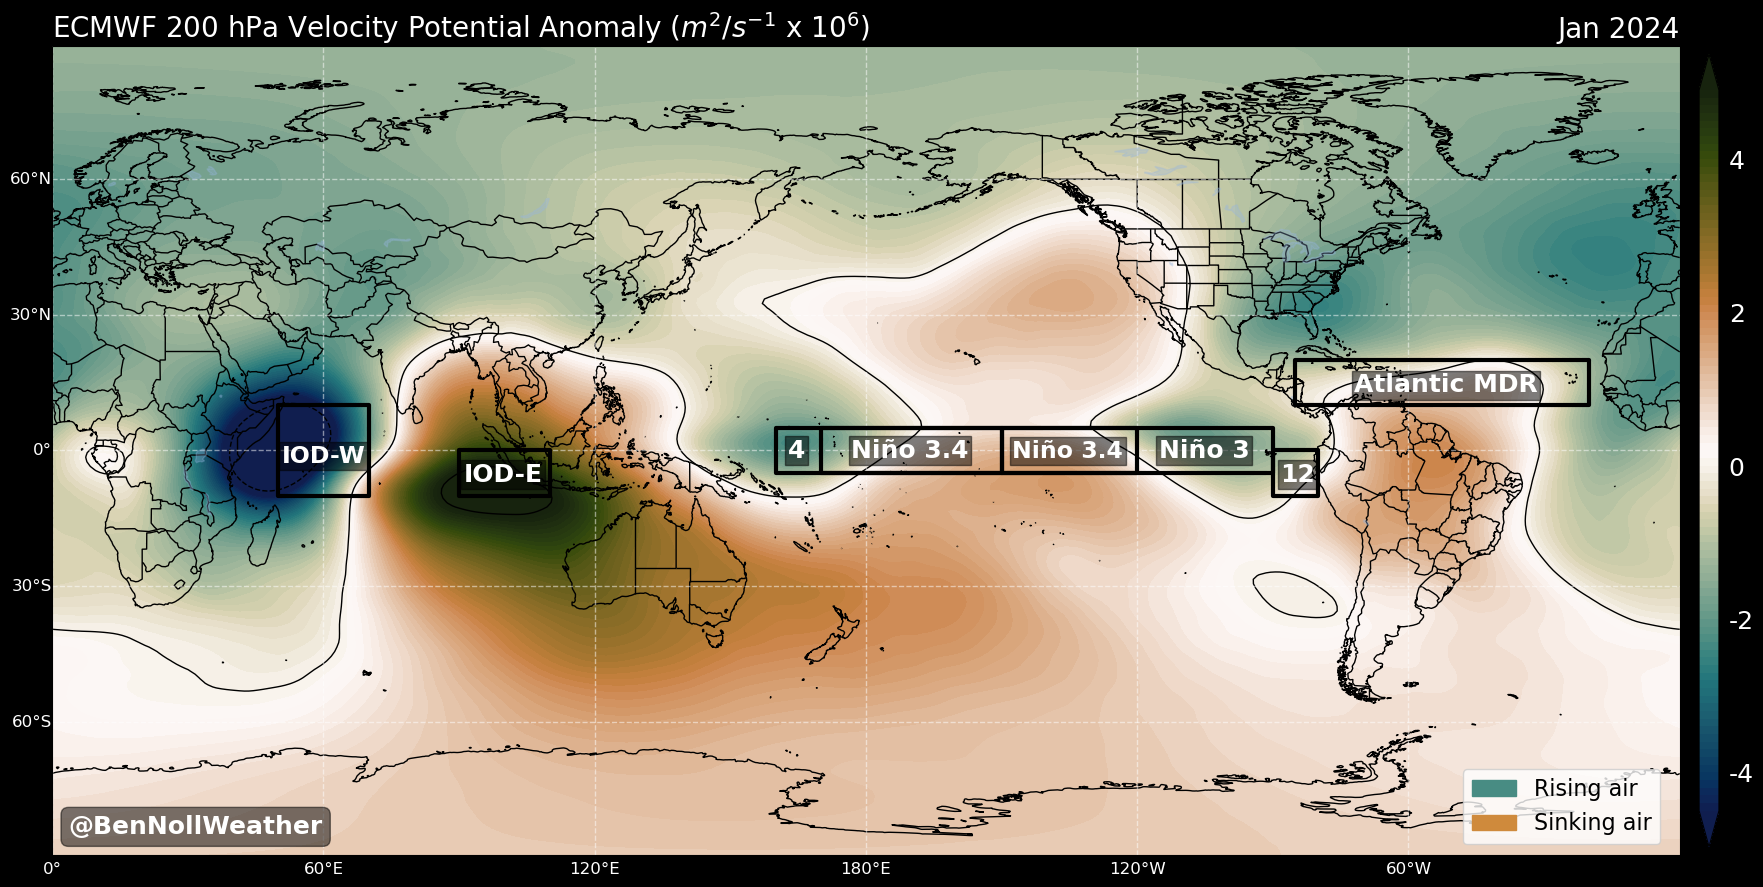 ECMWF 200 hPa Velocity Potential Anomaly (m²/s⁻¹ x 10⁶)
Jan 2024
60°N
30°N
0°
30°S
60°S
0°
60°E
120°E
180°E
120°W
60°W
IOD-W
IOD-E
4
Niño 3.4
Niño 3.4
Niño 3
12
Atlantic MDR
4
2
0
-2
-4
Rising air
Sinking air
@BenNollWeather